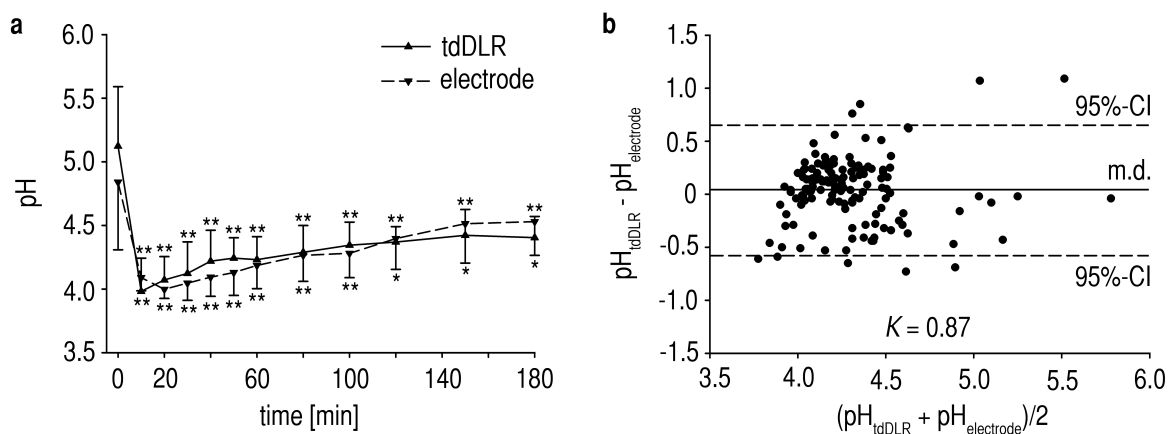 a
6.0
5.5
5.0
4.5
4.0
3.5
pH
tdDLR
electrode
** ** ** ** ** ** ** ** ** ** **
** ** ** ** ** ** ** ** * * *
0 20 60 100 140 180
time [min]
b
1.5
1.0
0.5
0
-0.5
-1.0
-1.5
pHtdDLR - pHelectrode
95%-CI
m.d.
95%-CI
K = 0.87
3.5 4.0 4.5 5.0 5.5 6.0
(pHtdDLR + pHelectrode)/2